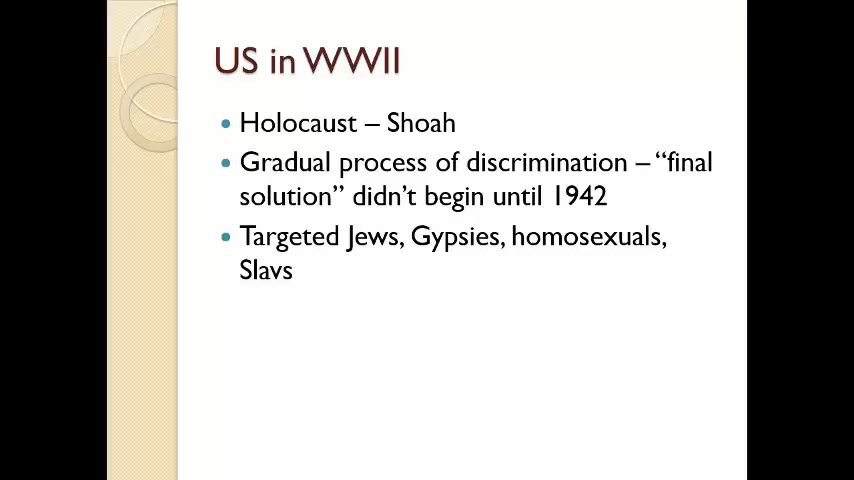 US in WWII
• Holocaust – Shoah
• Gradual process of discrimination – “final
solution” didn’t begin until 1942
• Targeted Jews, Gypsies, homosexuals,
Slavs